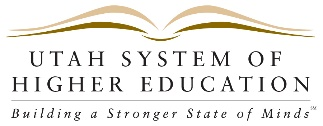 UTAH SYSTEM OF
HIGHER EDUCATION
Building a Stronger State of Minds™